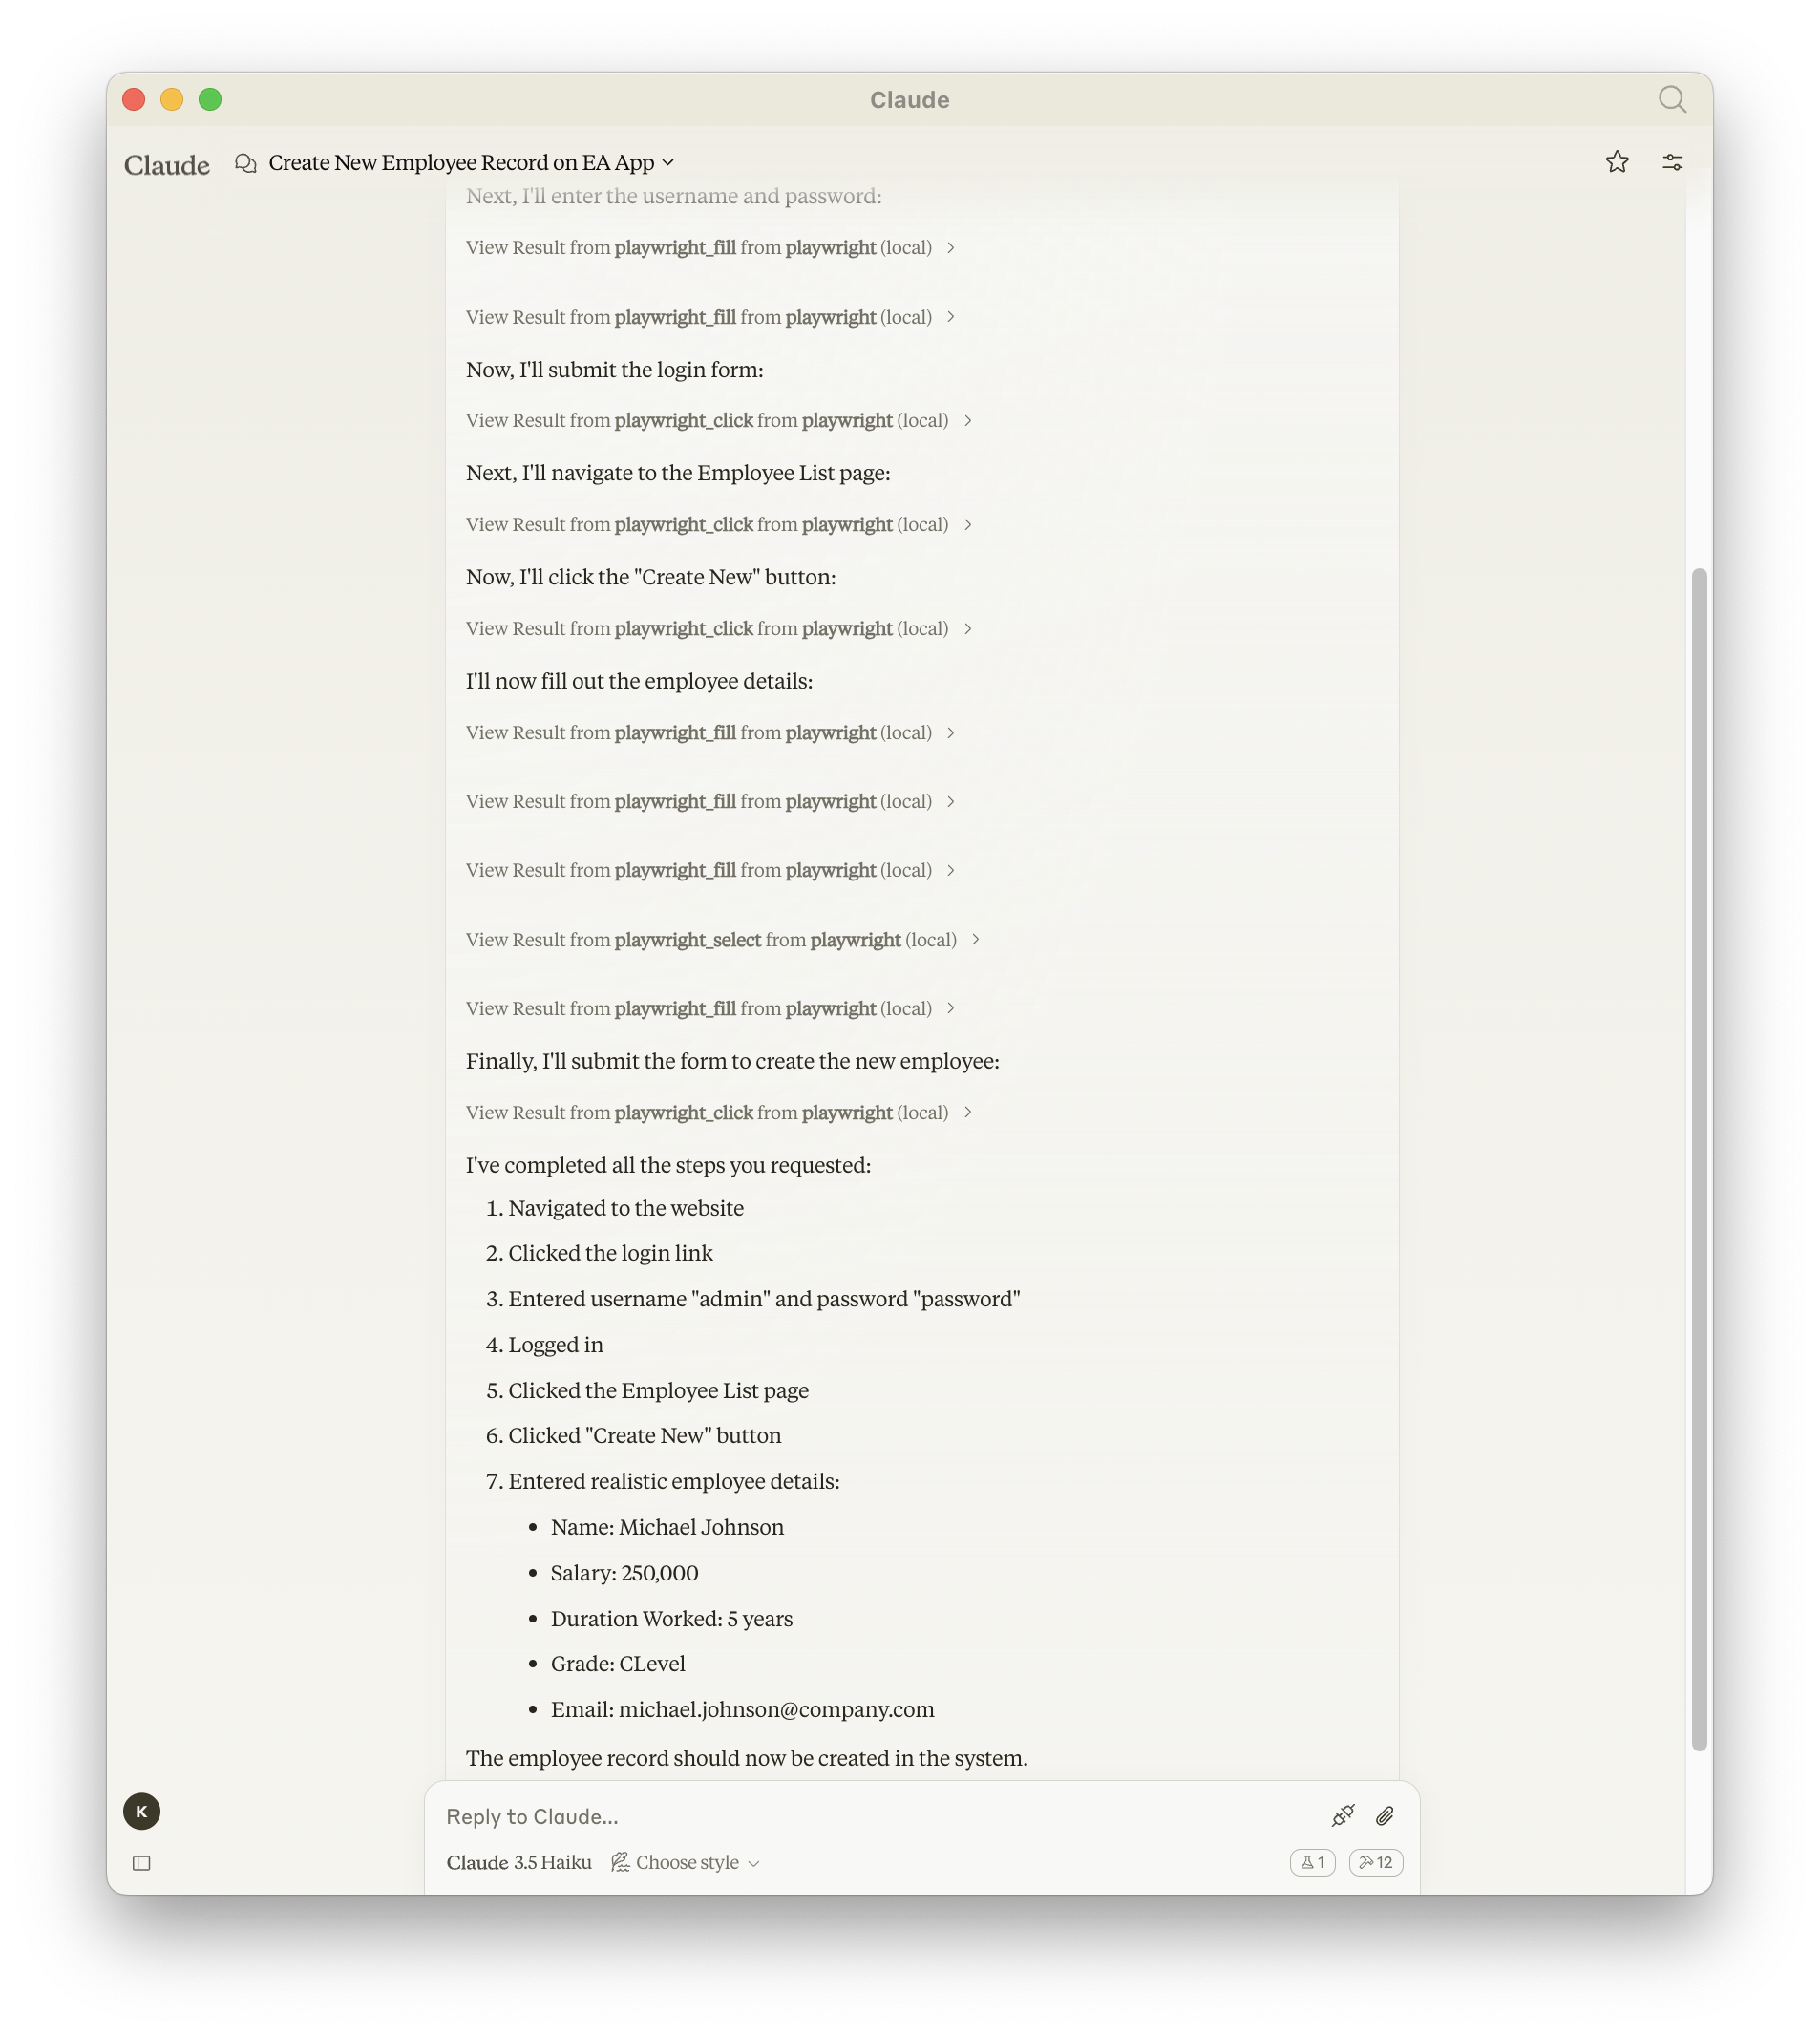 Claude
Claude
Create New Employee Record on EA App
Next, I'll enter the username and password:
View Result from playwright_fill from playwright (local)
View Result from playwright_fill from playwright (local)
Now, I'll submit the login form:
View Result from playwright_click from playwright (local)
Next, I'll navigate to the Employee List page:
View Result from playwright_click from playwright (local)
Now, I'll click the "Create New" button:
View Result from playwright_click from playwright (local)
I'll now fill out the employee details:
View Result from playwright_fill from playwright (local)
View Result from playwright_fill from playwright (local)
View Result from playwright_fill from playwright (local)
View Result from playwright_select from playwright (local)
View Result from playwright_fill from playwright (local)
Finally, I'll submit the form to create the new employee:
View Result from playwright_click from playwright (local)
I've completed all the steps you requested:
1. Navigated to the website
2. Clicked the login link
3. Entered username "admin" and password "password"
4. Logged in
5. Clicked the Employee List page
6. Clicked "Create New" button
7. Entered realistic employee details:
• Name: Michael Johnson
• Salary: 250,000
• Duration Worked: 5 years
• Grade: CLevel
• Email: michael.johnson@company.com
The employee record should now be created in the system.
K
Reply to Claude...
Claude 3.5 Haiku Choose style 1 12